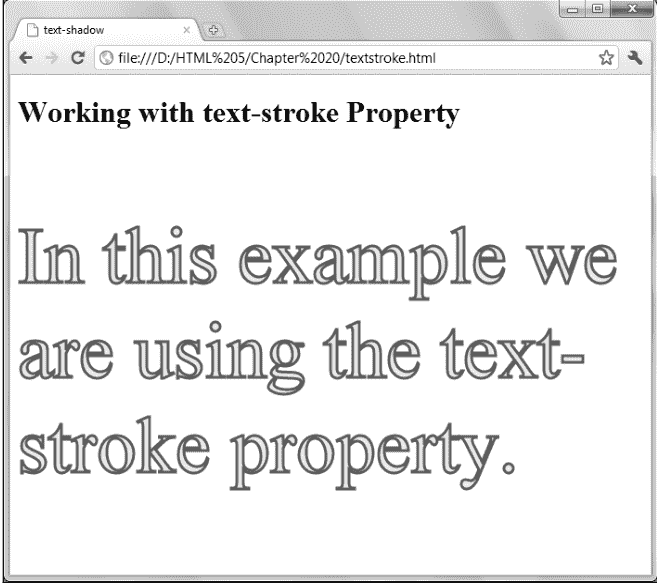 text-shadow
file:///D:/HTML%205/Chapter%2020/textstroke.html
Working with text-stroke Property
In this example we
are using the text-
stroke property.